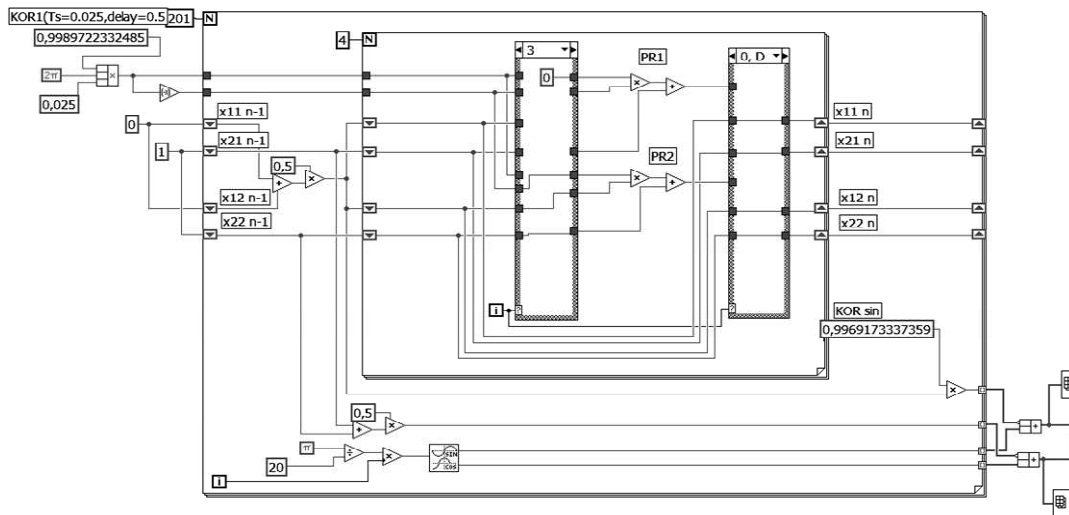 KOR1(Ts=0.025,delay=0.5
201
N
0,9989722332485
4
N
3
0, D
2π
×
0,025
0
PR1
×
+
x11 n-1
x11 n
0
x21 n-1
x21 n
1
0,5
×
+
PR2
×
+
x12 n-1
x12 n
x22 n-1
x22 n
i
?
?
KOR sin
0,9969173337359
×
0,5
×
+
π
÷
×
SIN
COS
20
i
+
+